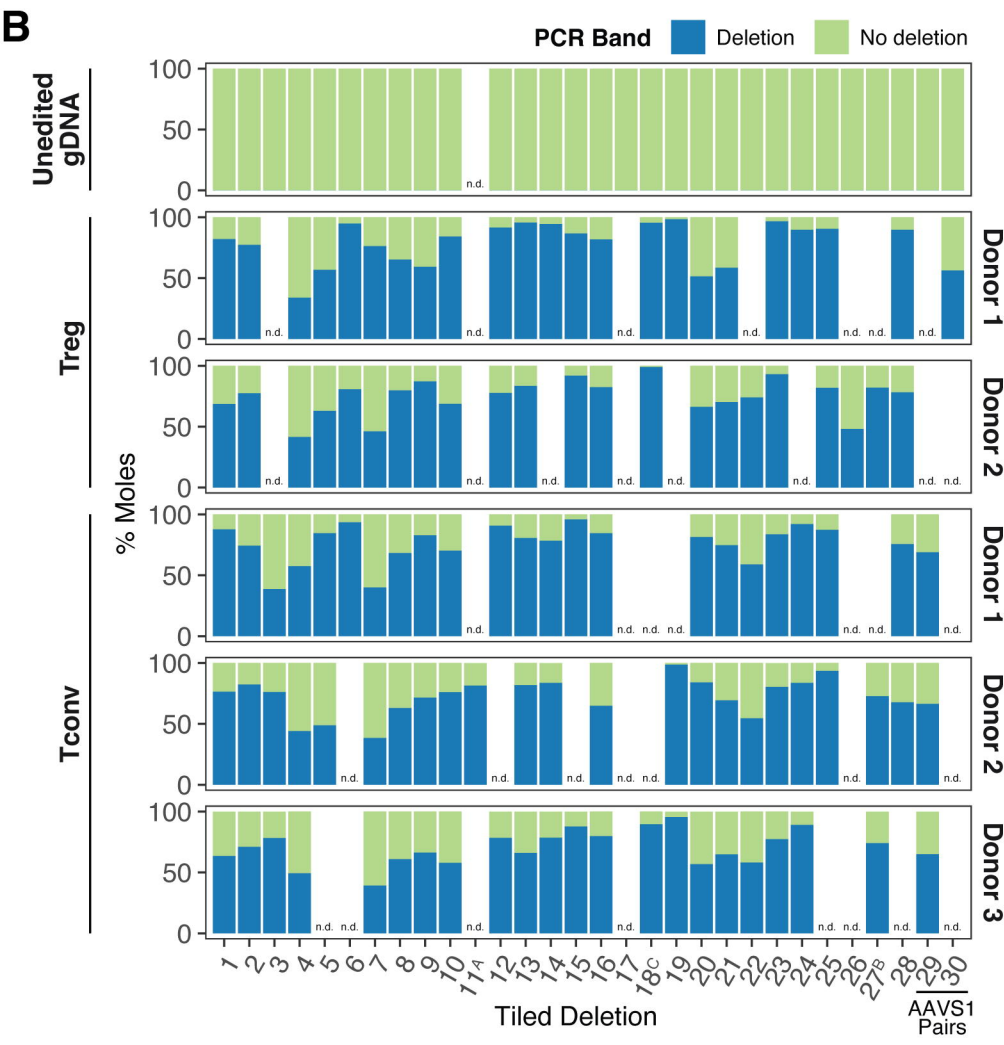 B
PCR Band Deletion No deletion
Unedited
gDNA
100
50
0
n.d.
Treg
% Moles
100
50
0
n.d. n.d. n.d. n.d. n.d. n.d. n.d.
Donor 1
100
50
0
n.d. n.d. n.d. n.d. n.d. n.d. n.d. n.d.
Donor 2
Tconv
100
50
0
n.d. n.d. n.d. n.d. n.d. n.d. n.d.
Donor 1
100
50
0
n.d. n.d. n.d. n.d. n.d. n.d. n.d.
Donor 2
100
50
0
n.d. n.d. n.d. n.d. n.d. n.d. n.d. n.d.
Donor 3
1 2 3 4 5 6 7 8 9 10 11A 12 13 14 15 16 17 18C 19 20 21 22 23 24 25 26 27B 28 29 30
Tiled Deletion
AAVS1
Pairs